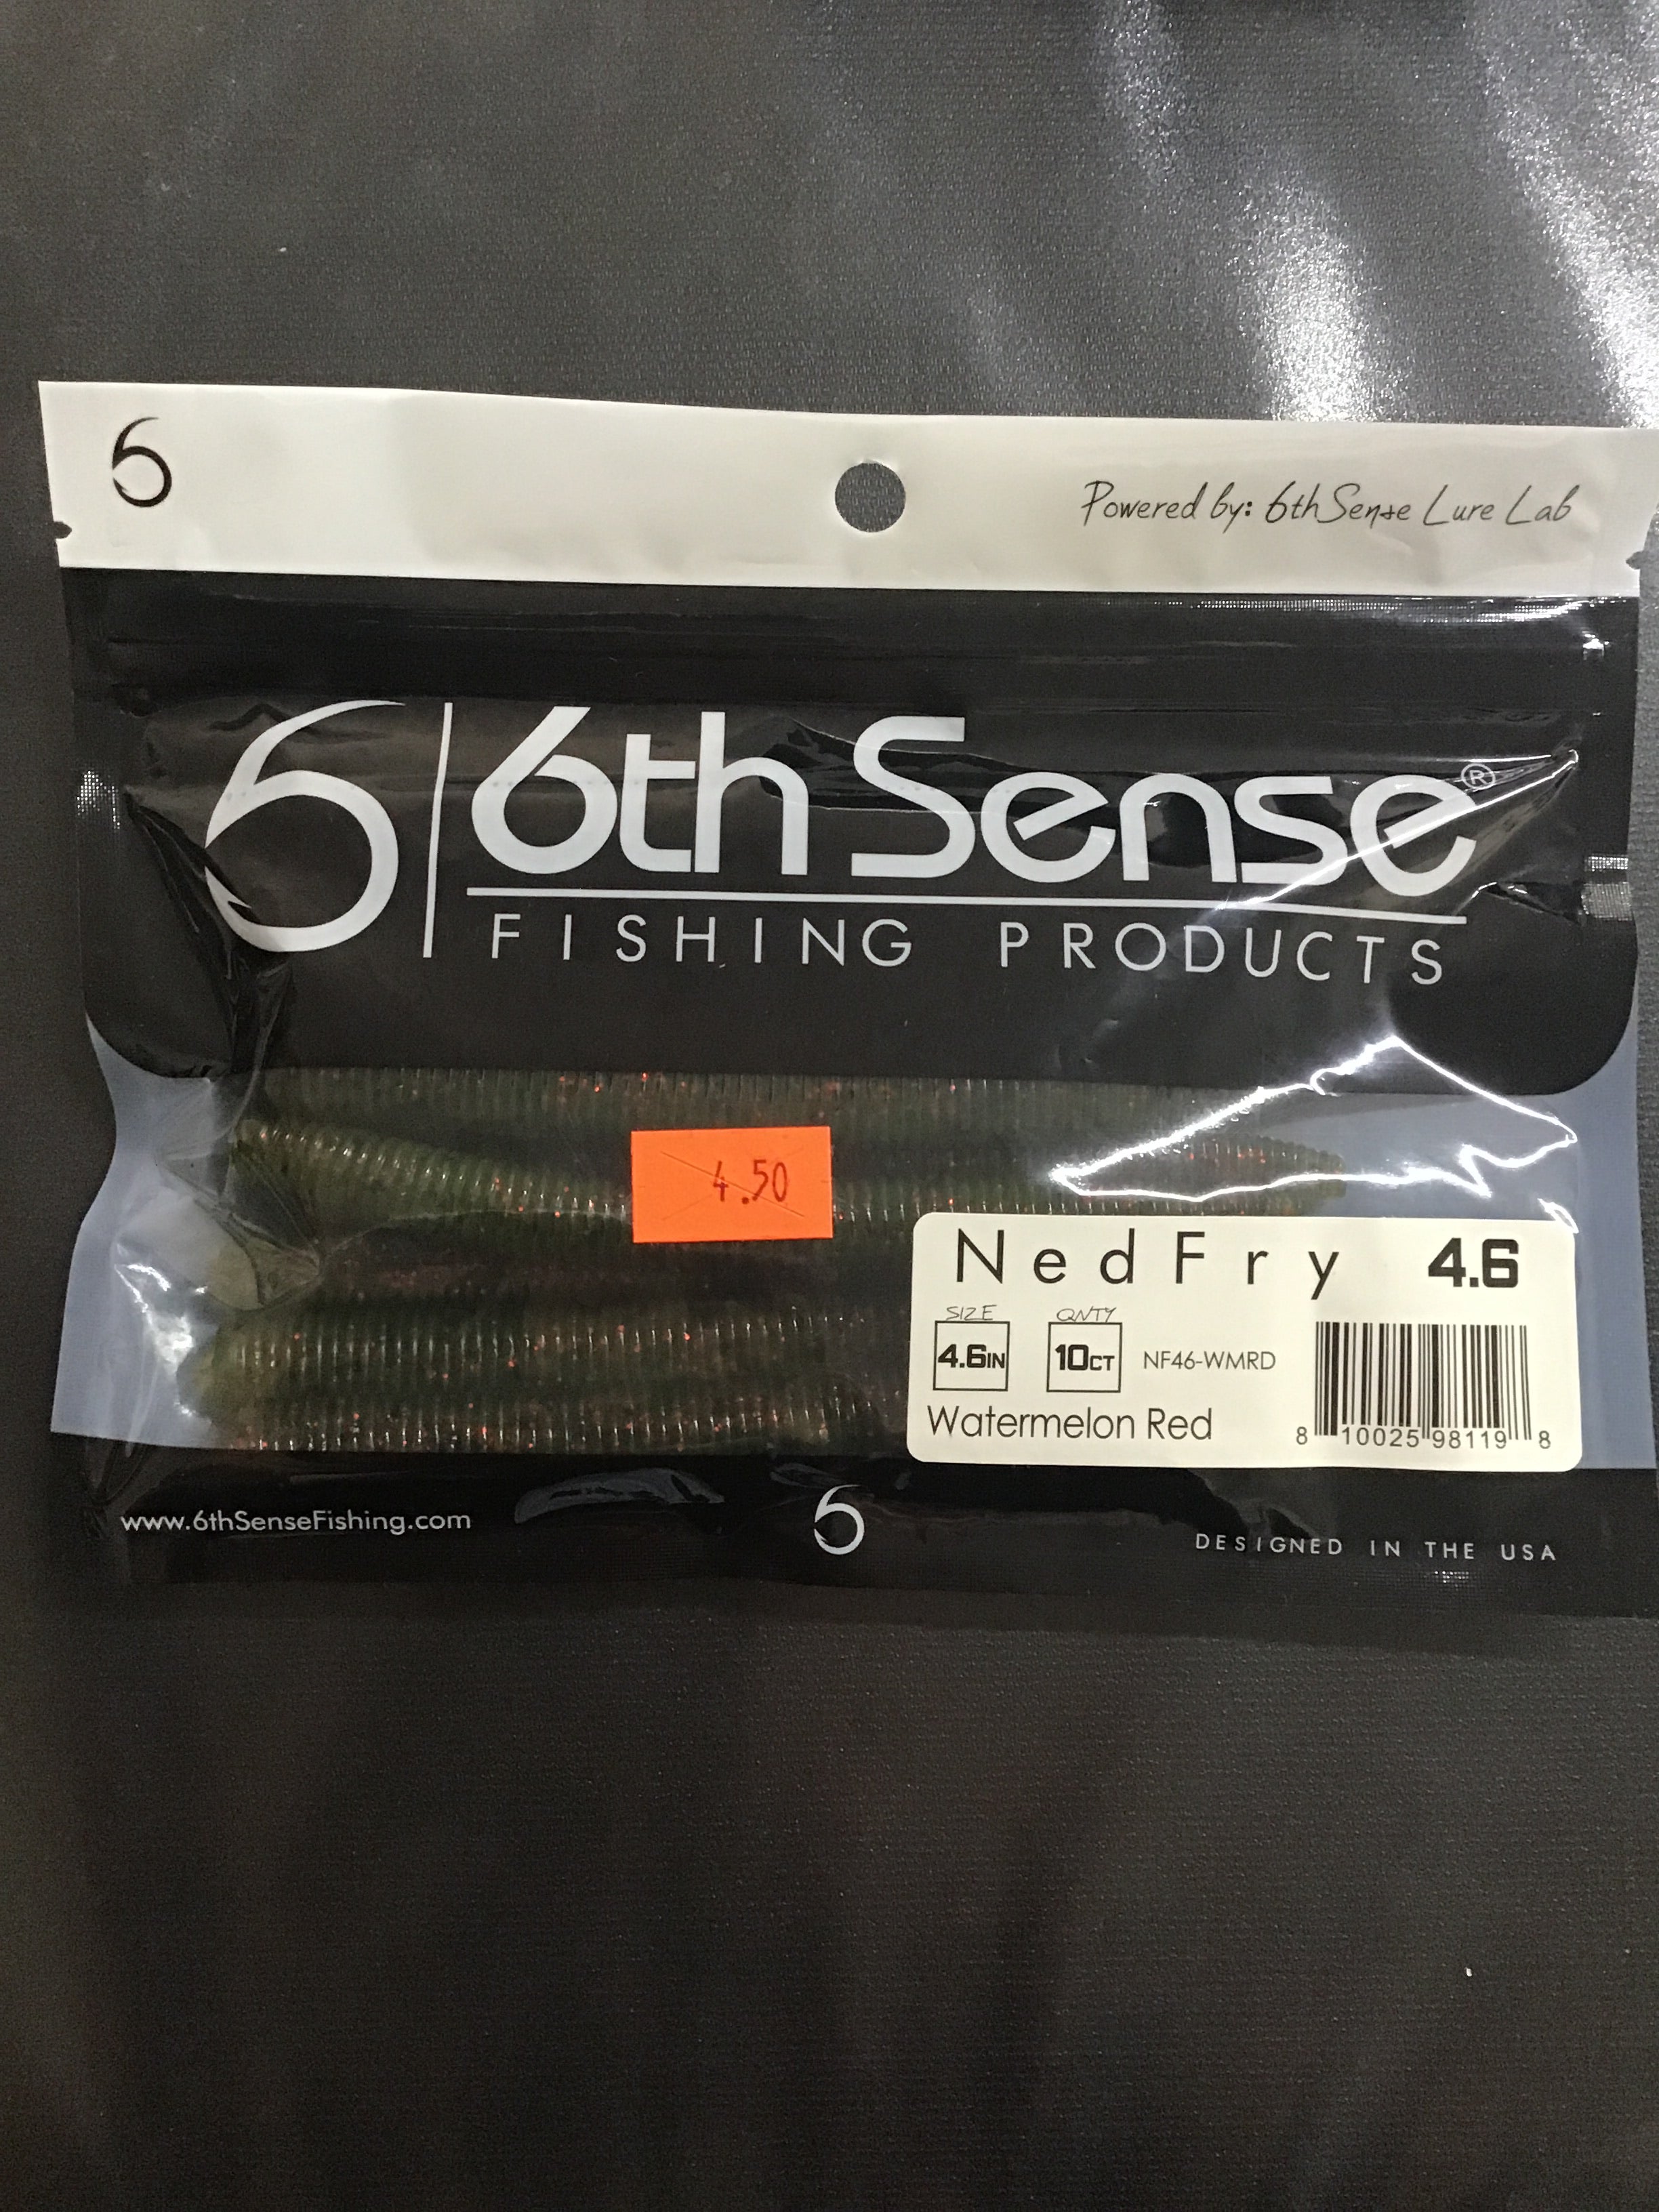 6
Powered by: 6th Sense Lure Lab
6 6th Sense®
FISHING PRODUCTS
4.50
NedFry 4.6
SIZE QNTY
4.6IN 10CT NF46-WMRD
Watermelon Red
8 10025 98119 8
www.6thSenseFishing.com
6
DESIGNED IN THE USA